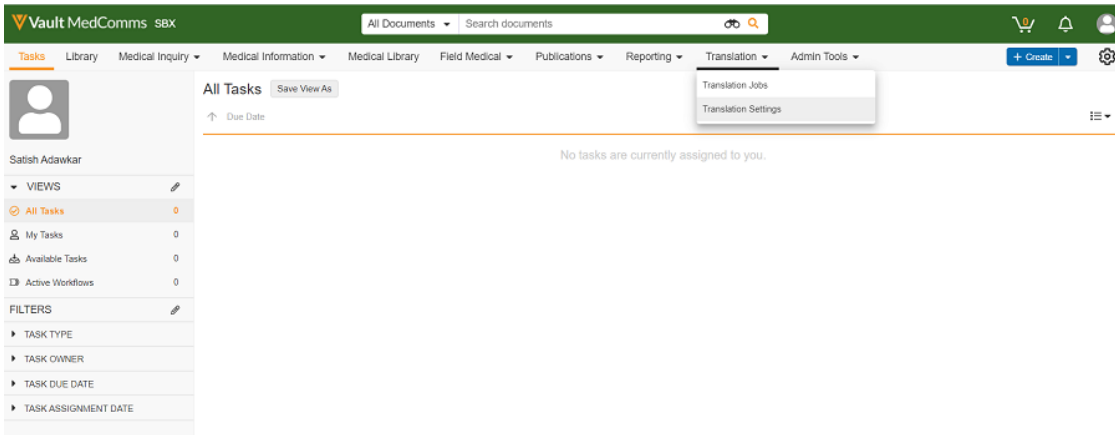 Vault MedComms SBX
All Documents
Search documents
Tasks Library Medical Inquiry Medical Information Medical Library Field Medical Publications Reporting Translation Admin Tools
+ Create
Translation Jobs
Translation Settings
All Tasks
Save View As
Due Date
No tasks are currently assigned to you.
Satish Adawkar
VIEWS
All Tasks 0
My Tasks 0
Available Tasks 0
Active Workflows 0
FILTERS
TASK TYPE
TASK OWNER
TASK DUE DATE
TASK ASSIGNMENT DATE